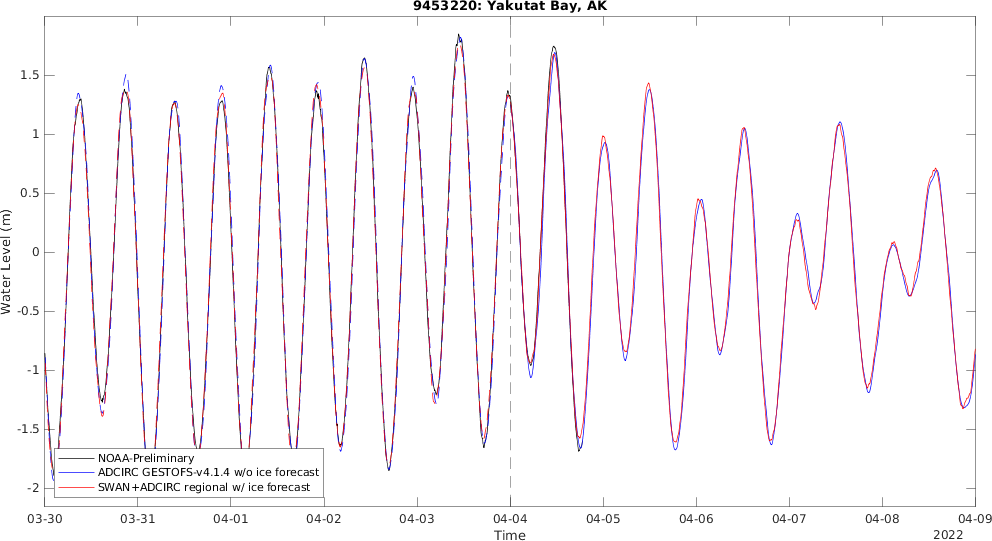 9453220: Yakutat Bay, AK
Water Level (m)
1.5
1
0.5
0
-0.5
-1
-1.5
-2
NOAA-Preliminary
ADCIRC GESTOFS-v4.1.4 w/o ice forecast
SWAN+ADCIRC regional w/ ice forecast
03-30 03-31 04-01 04-02 04-03 04-04 04-05 04-06 04-07 04-08 04-09
Time
2022